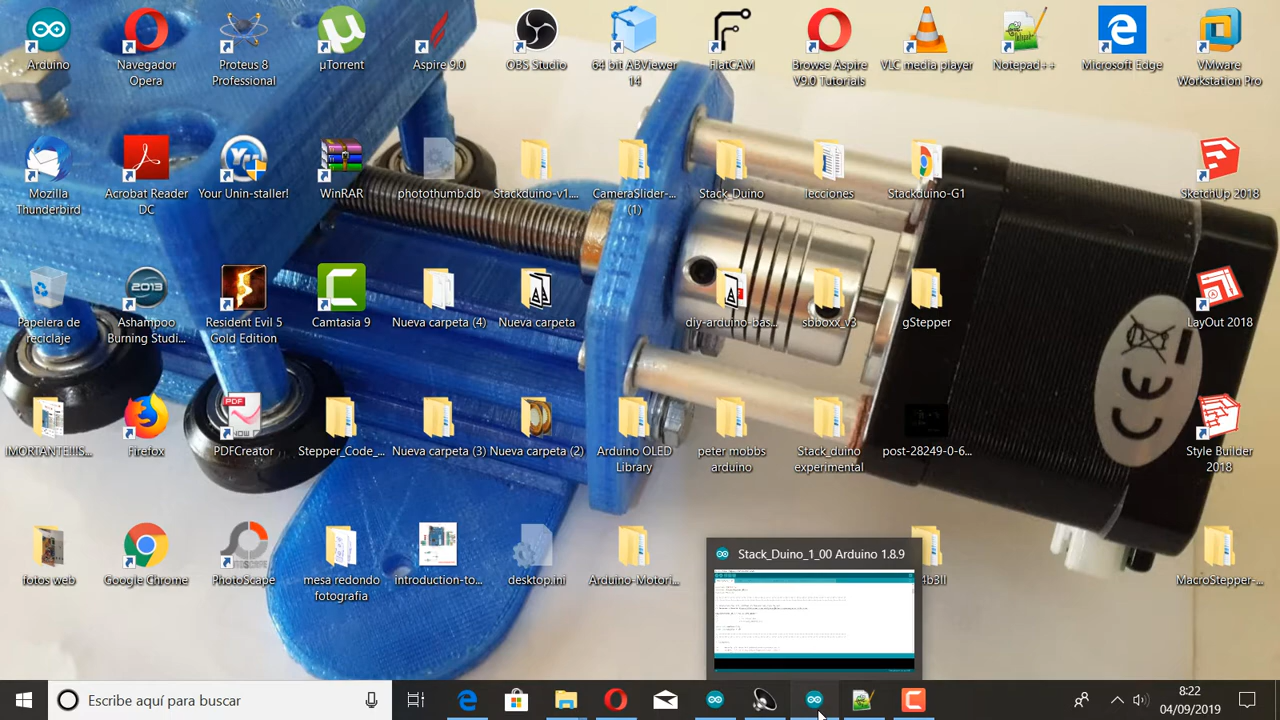 Arduino
Navegador
Opera
Proteus 8
Professional
µTorrent
Aspire 9.0
OBS Studio
64 bit ABViewer
14
FlatCAM
Browse Aspire
V9.0 Tutorials
VLC media player
Notepad++
Microsoft Edge
VMware
Workstation Pro
Mozilla
Thunderbird
Acrobat Reader
DC
Your Unin-staller!
WinRAR
photothumb.db
Stackduino-v1....
CameraSlider-...
(1)
Stack_Duino
lecciones
Stackduino-G1
SketchUp 2018
Papelera de
reciclaje
2013
Ashampoo
Burning Studi...
Resident Evil 5
Gold Edition
Camtasia 9
Nueva carpeta (4)
Nueva carpeta
diy-arduino-bas...
sbboxx_v3
gStepper
LayOut 2018
IMORTANTE!!!S...
Firefox
PDF
PDFCreator
Stepper_Code_...
Nueva carpeta (3)
Nueva carpeta (2)
Arduino OLED
Library
peter mobbs
arduino
Stack_duino
experimental
post-28249-0-6...
Style Builder
2018
fotos web
Google Chrome
PhotoScape
mesa redondo
fotografia
introduction-to...
desktop.ini
Arduino-Motori...
4b3ll
MacroStepper-...
Stack_Duino_1_00 Arduino 1.8.9
Escribe aquí para buscar
8:22
04/09/2019